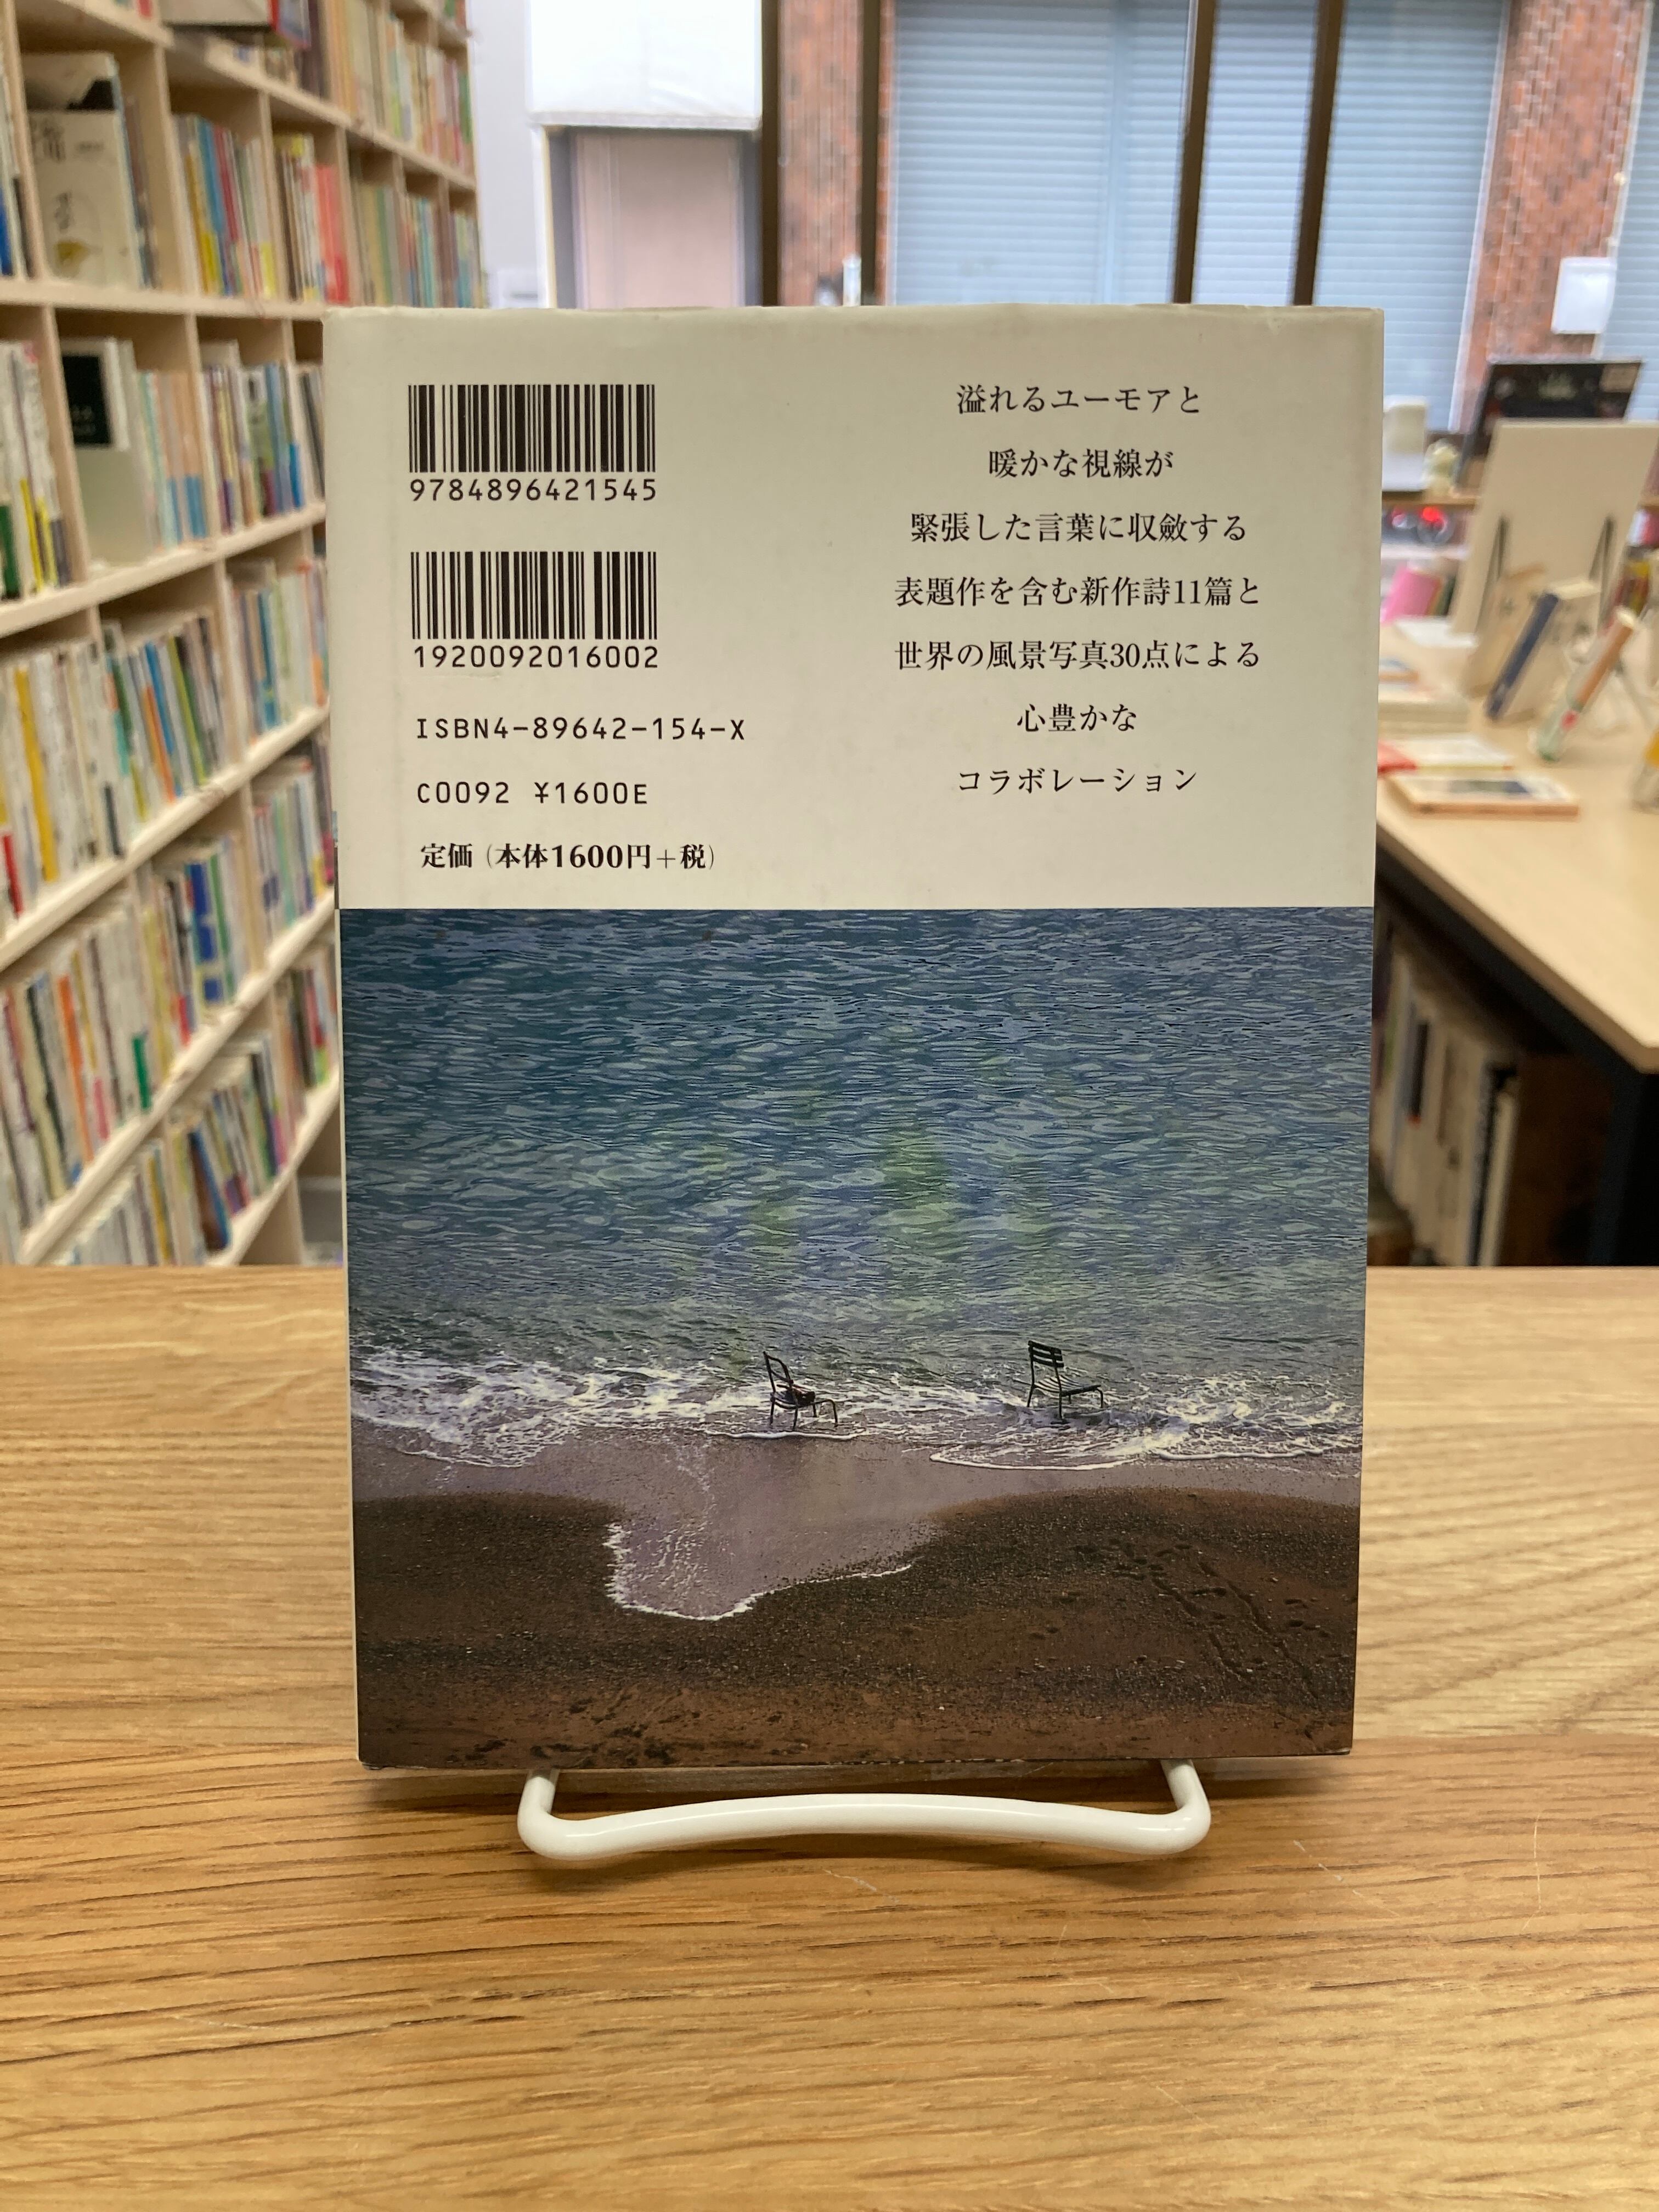 9784896421545
1920092016002
ISBN4-89642-154-X
C0092 ¥1600E
定価(本体1600円+税)
溢れるユーモアと
暖かな視線が
緊張した言葉に収斂する
表題作を含む新作詩11篇と
世界の風景写真30点による
心豊かな
コラボレーション